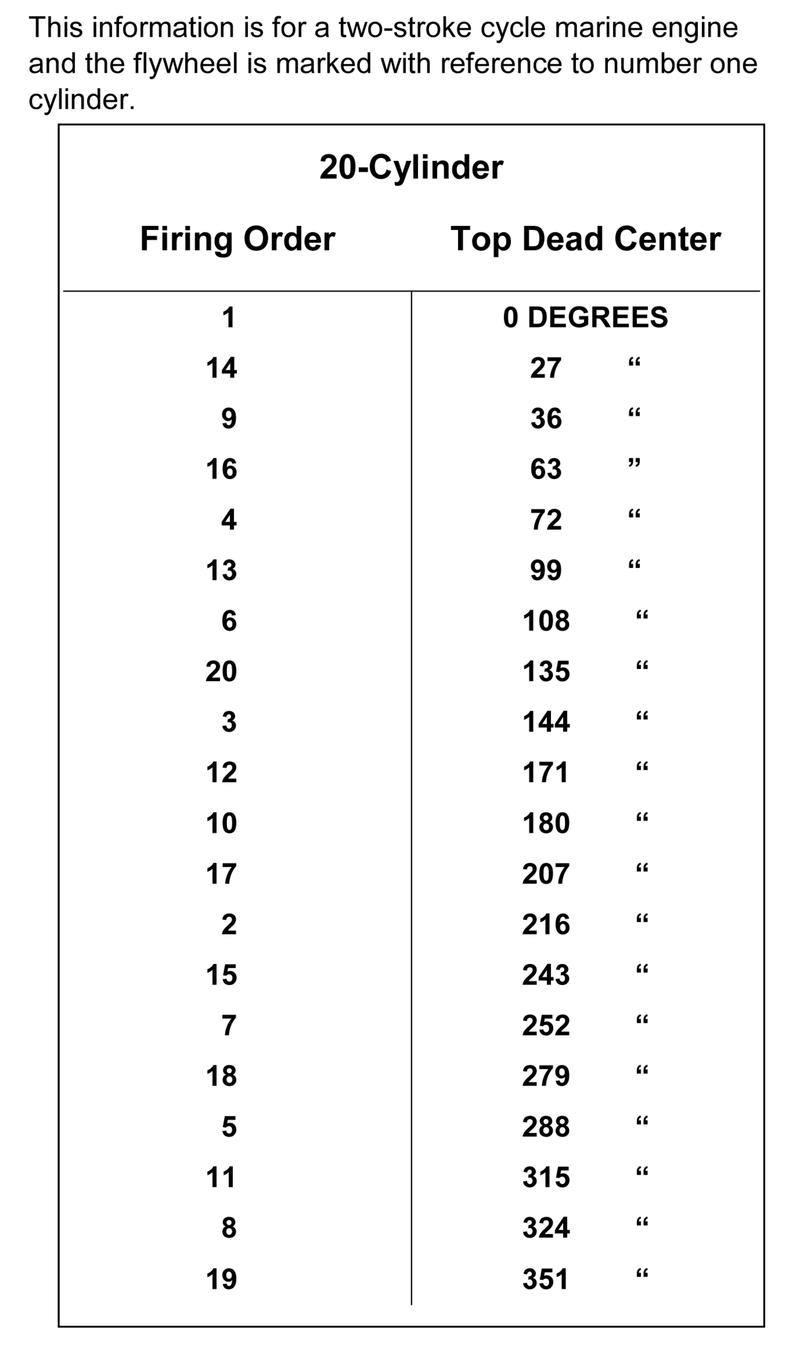 This information is for a two-stroke cycle marine engine
and the flywheel is marked with reference to number one
cylinder.
20-Cylinder
Firing Order Top Dead Center
1 0 DEGREES
14 27 “
9 36 “
16 63 ”
4 72 “
13 99 “
6 108 “
20 135 “
3 144 “
12 171 “
10 180 “
17 207 “
2 216 “
15 243 “
7 252 “
18 279 “
5 288 “
11 315 “
8 324 “
19 351 “